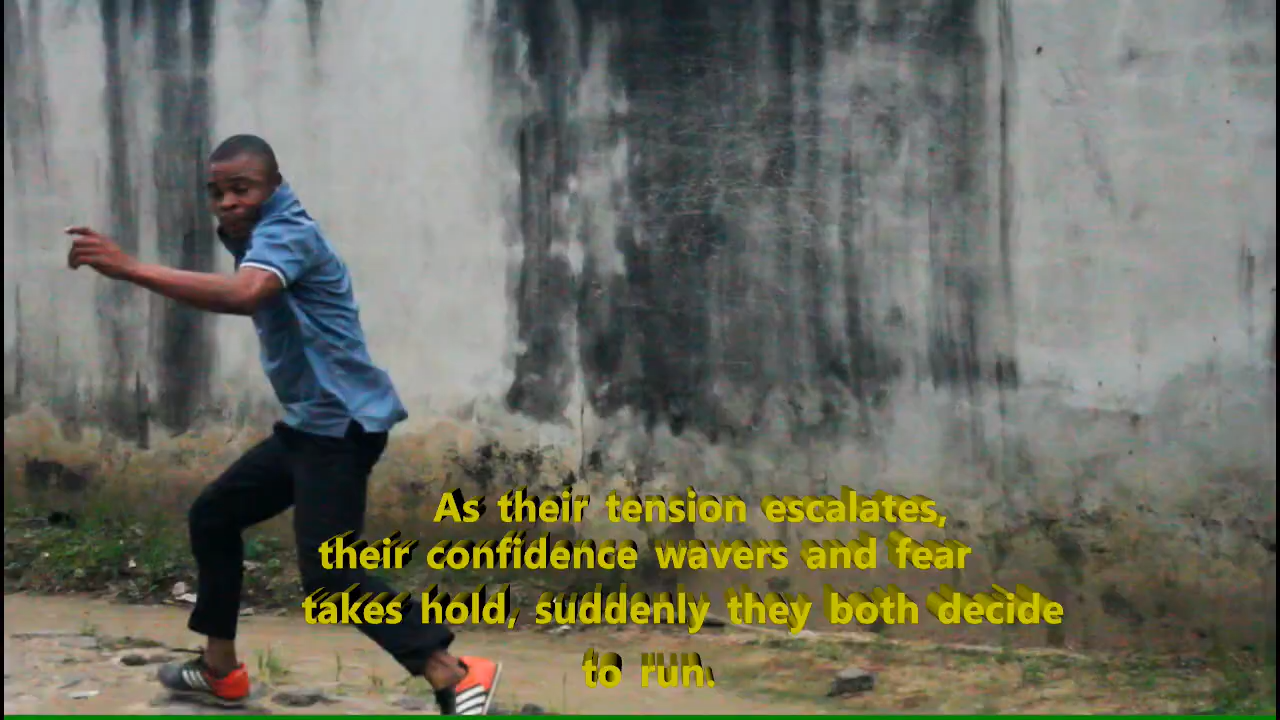 As their tension escalates,
their confidence wavers and fear
takes hold, suddenly they both decide
to run.